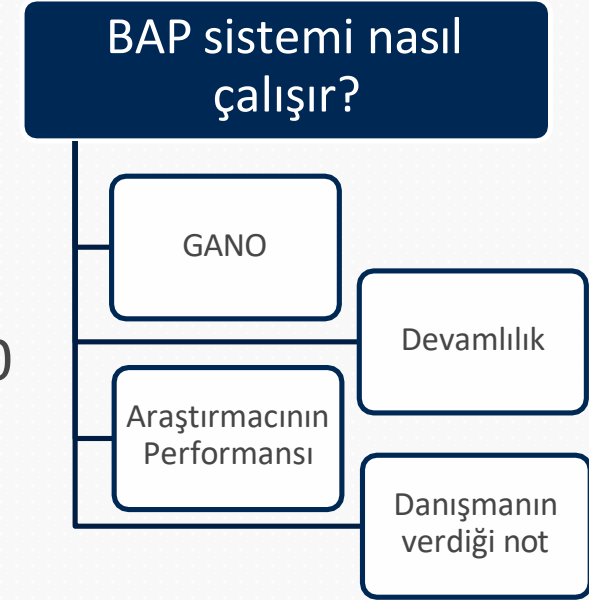 BAP sistemi nasıl
çalışır?
GANO
Devamlılık
Araştırmacının
Performansı
Danışmanın
verdiği not